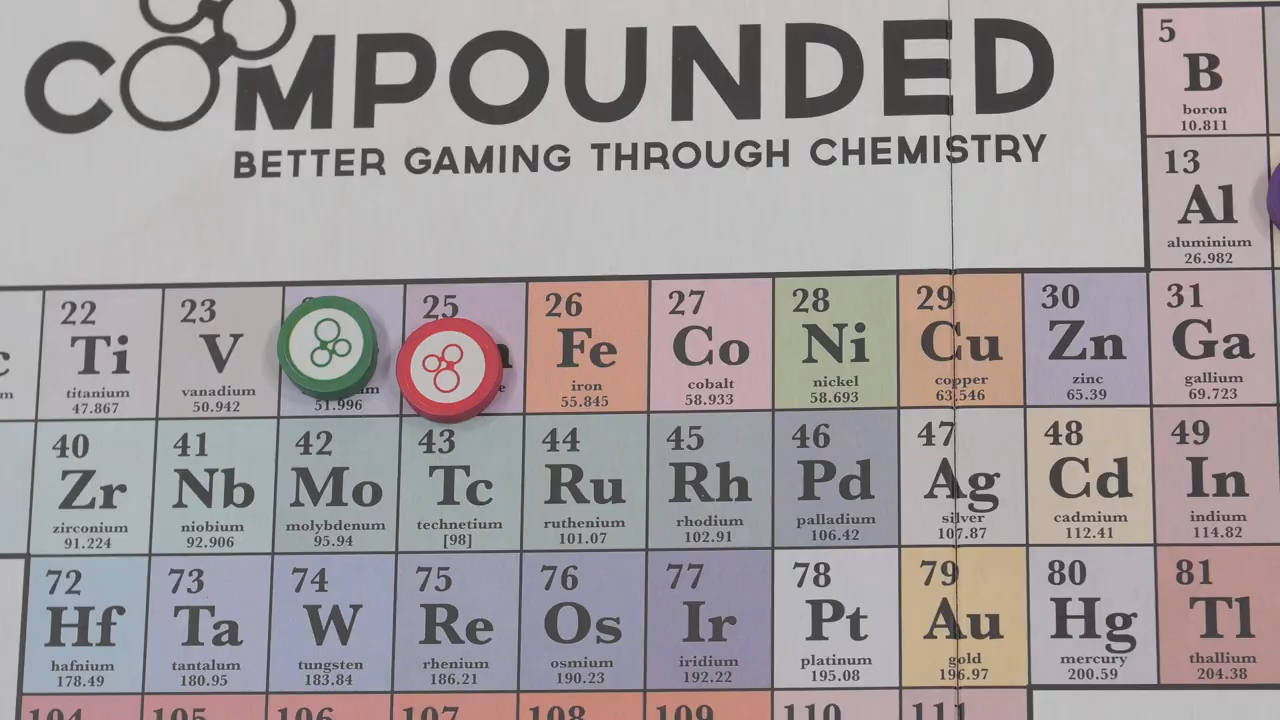 COMPOUNDED
BETTER GAMING THROUGH CHEMISTRY
5
B
boron
10.811
13
Al
aluminium
26.982
22
Ti
titanium
47.867
23
V
vanadium
50.942
51.996
25
26
Fe
iron
55.845
27
Co
cobalt
58.933
28
Ni
nickel
58.693
29
Cu
copper
63.546
30
Zn
zinc
65.39
31
Ga
gallium
69.723
40
Zr
zirconium
91.224
41
Nb
niobium
92.906
42
Mo
molybdenum
95.94
43
Tc
technetium
[98]
44
Ru
ruthenium
101.07
45
Rh
rhodium
102.91
46
Pd
palladium
106.42
47
Ag
silver
107.87
48
Cd
cadmium
112.41
49
In
indium
114.82
72
Hf
hafnium
178.49
73
Ta
tantalum
180.95
74
W
tungsten
183.84
75
Re
rhenium
186.21
76
Os
osmium
190.23
77
Ir
iridium
192.22
78
Pt
platinum
195.08
79
Au
gold
196.97
80
Hg
mercury
200.59
81
Tl
thallium
204.38
104
105
106
107
108
109
110
111